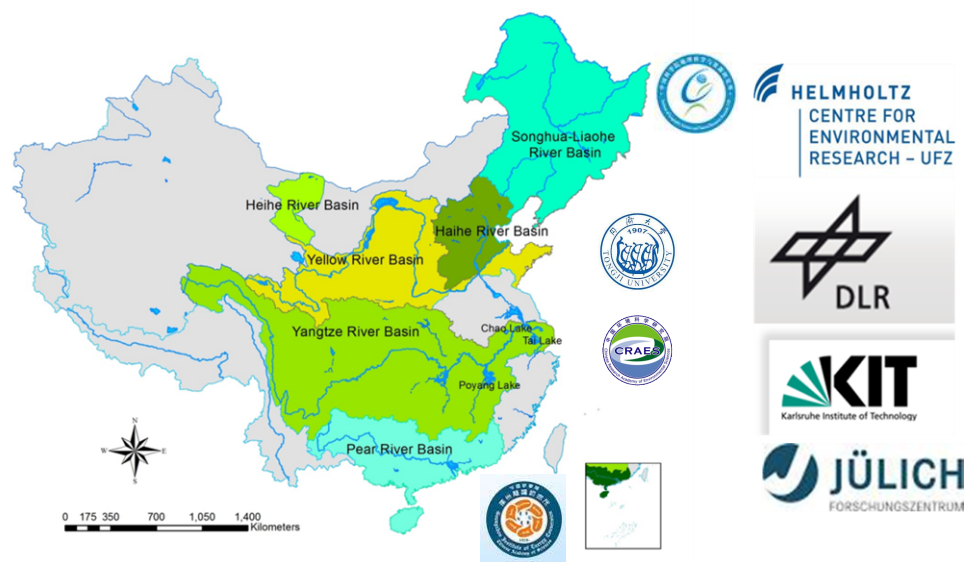 HELMHOLTZ
CENTRE FOR
ENVIRONMENTAL
RESEARCH – UFZ
Songhua-Liaohe
River Basin
Heihe River Basin
Haihe River Basin
1907
TONGJI UNIVERSITY
Yellow River Basin
DLR
Yangtze River Basin
Chao Lake
Tai Lake
CRAES
KIT
Karlsruhe Institute of Technology
Poyang Lake
Pear River Basin
N
W
E
S
JÜLICH
FORSCHUNGSZENTRUM
0 175 350 700 1,050 1,400
Kilometers